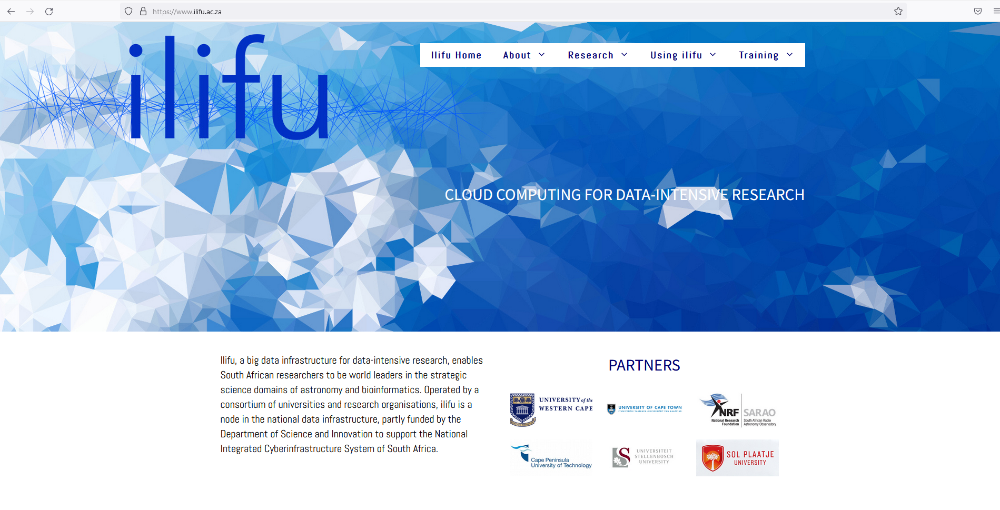 https://www.ilifu.ac.za
ilifu
Ilifu Home About Research Using ilifu Training
CLOUD COMPUTING FOR DATA-INTENSIVE RESEARCH
Ilifu, a big data infrastructure for data-intensive research, enables
South African researchers to be world leaders in the strategic
science domains of astronomy and bioinformatics. Operated by a
consortium of universities and research organisations, ilifu is a
node in the national data infrastructure, partly funded by the
Department of Science and Innovation to support the National
Integrated Cyberinfrastructure System of South Africa.
PARTNERS
UNIVERSITY of the
WESTERN CAPE
UNIVERSITY OF CAPE TOWN
IYUNIVESITHI YASEKAPA • UNIVERSITEIT VAN KAAPSTAD
NRF
National Research
Foundation
SARAO
South African Radio
Astronomy Observatory
Cape Peninsula
University of Technology
UNIVERSITEIT
STELLENBOSCH
UNIVERSITY
SOL PLAATJE
UNIVERSITY